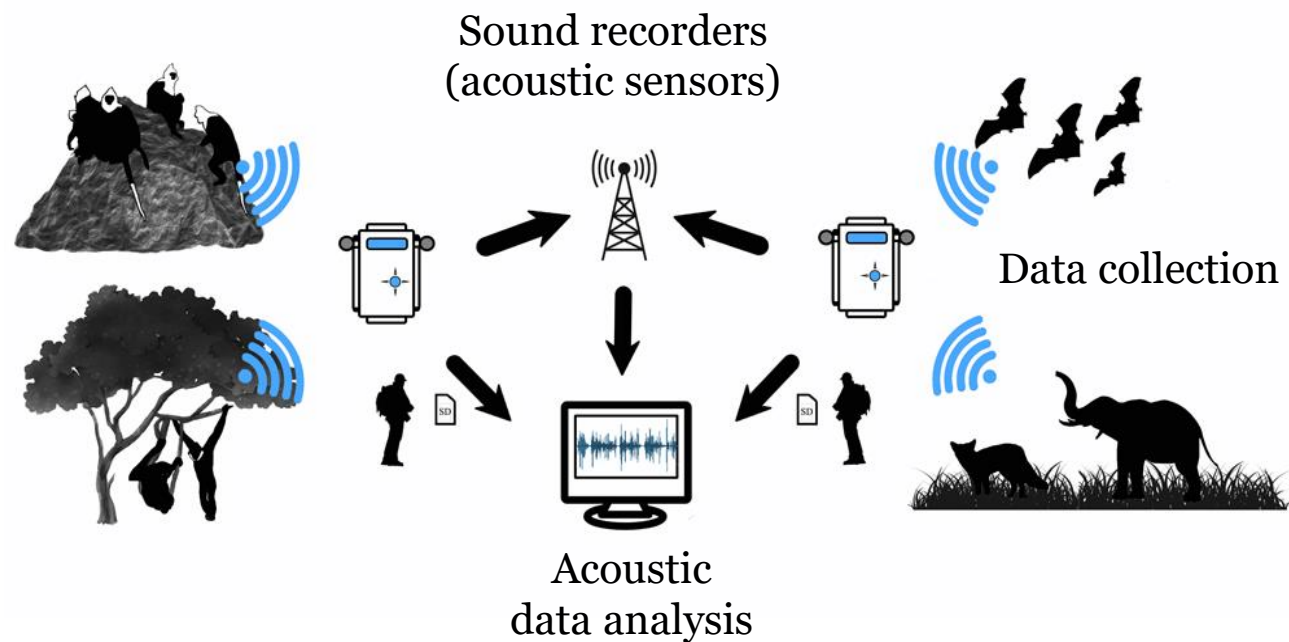 Sound recorders
(acoustic sensors)
Data collection
SD
SD
Acoustic
data analysis